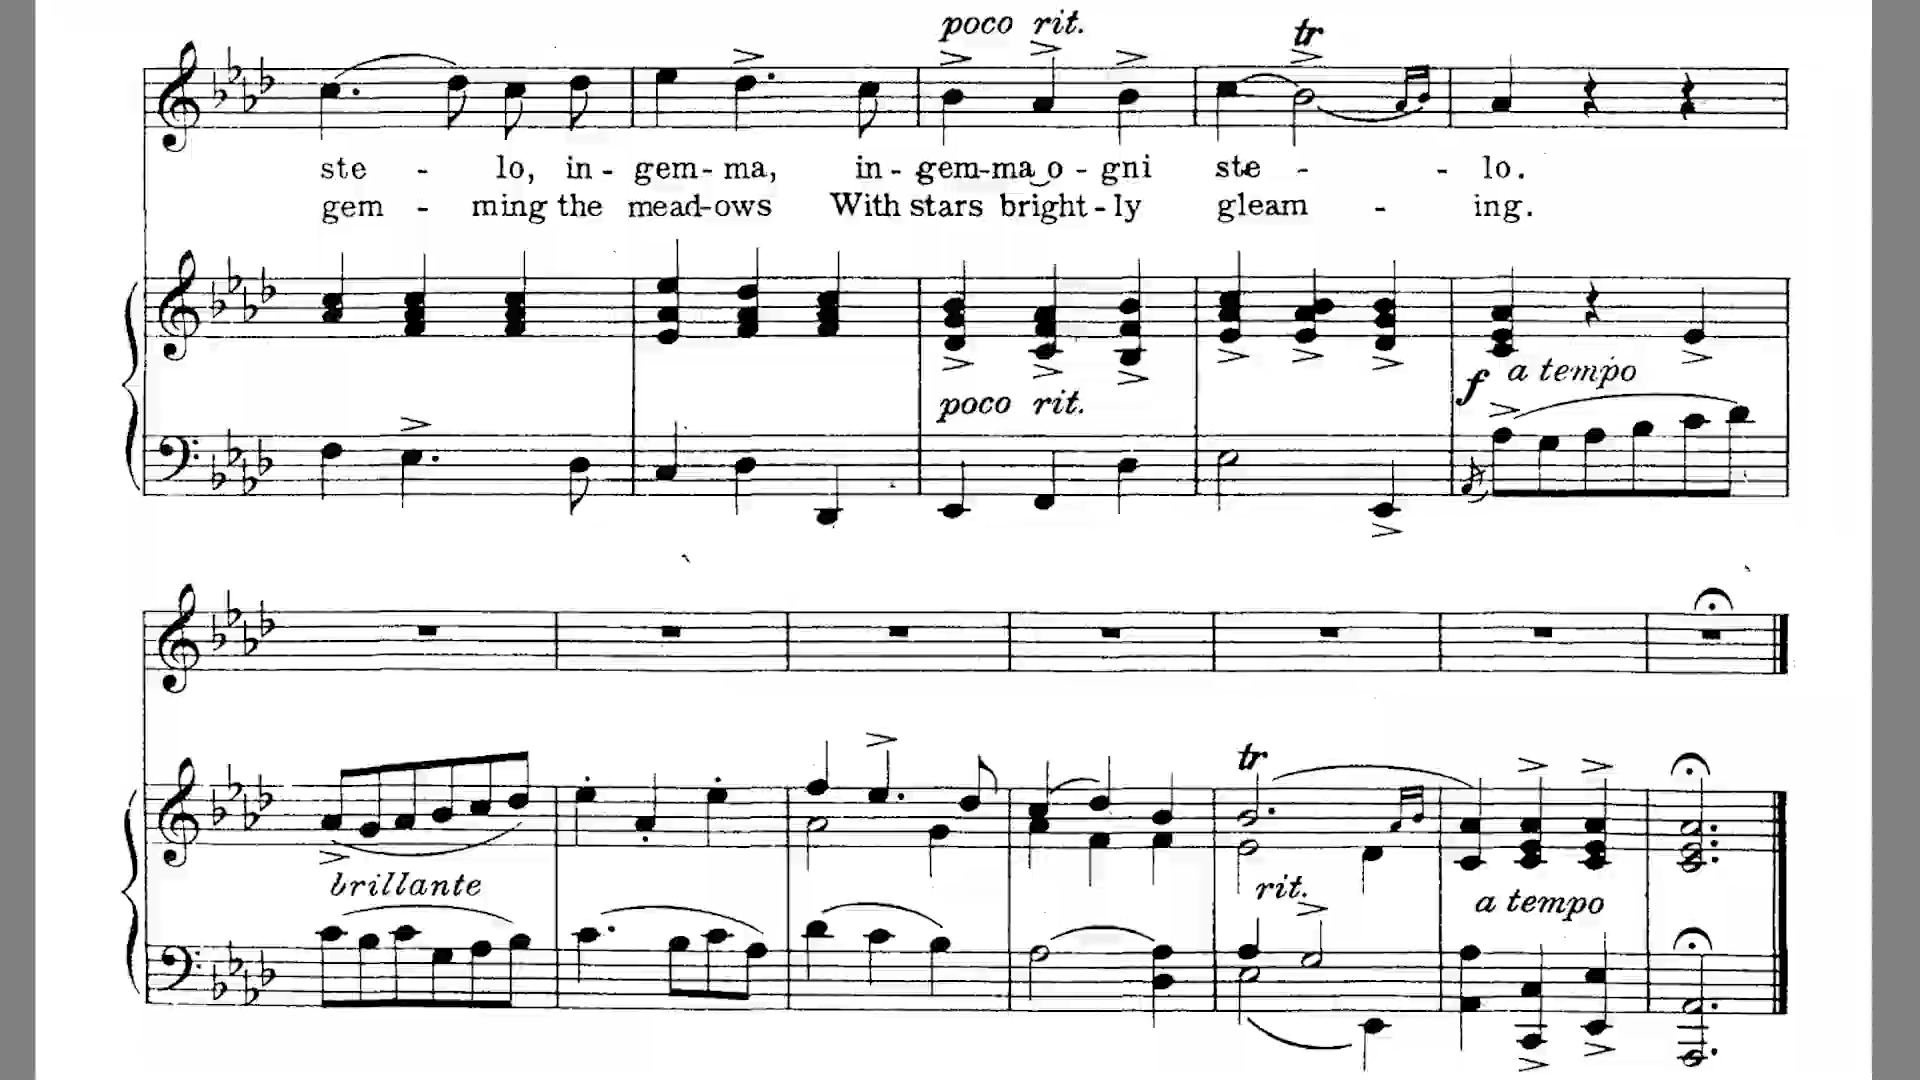 poco rit.
tr
ste - lo, in - gem - ma, in - gem-ma o - gni ste - - lo.
gem - ming the mead-ows With stars bright - ly gleam - ing.
poco rit.
f a tempo
tr
brillante
rit.
a tempo